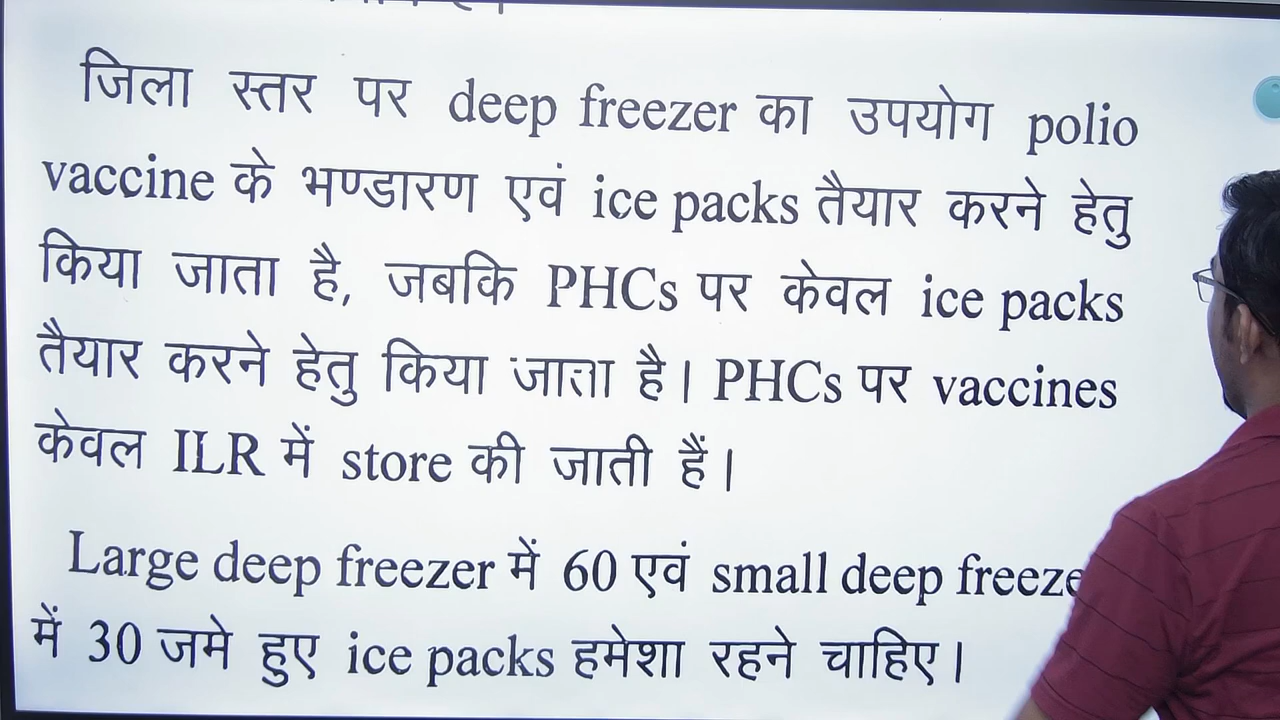 जिला स्तर पर deep freezer का उपयोग polio
vaccine के भण्डारण एवं ice packs तैयार करने हेतु
किया जाता है, जबकि PHCs पर केवल ice packs
तैयार करने हेतु किया जाता है। PHCs पर vaccines
केवल ILR में store की जाती हैं।
Large deep freezer में 60 एवं small deep freeze
में 30 जमे हुए ice packs हमेशा रहने चाहिए।